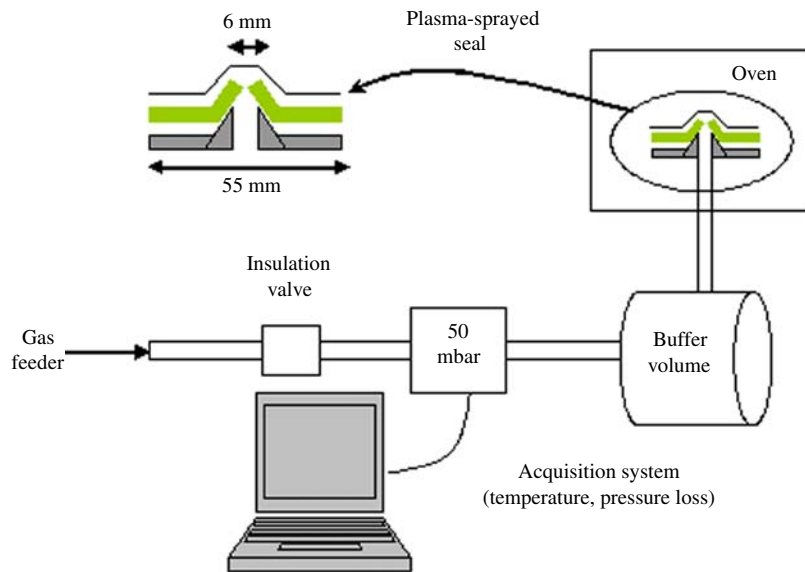 6 mm
Plasma-sprayed
seal
Oven
55 mm
Insulation
valve
Gas
feeder
50
mbar
Buffer
volume
Acquisition system
(temperature, pressure loss)